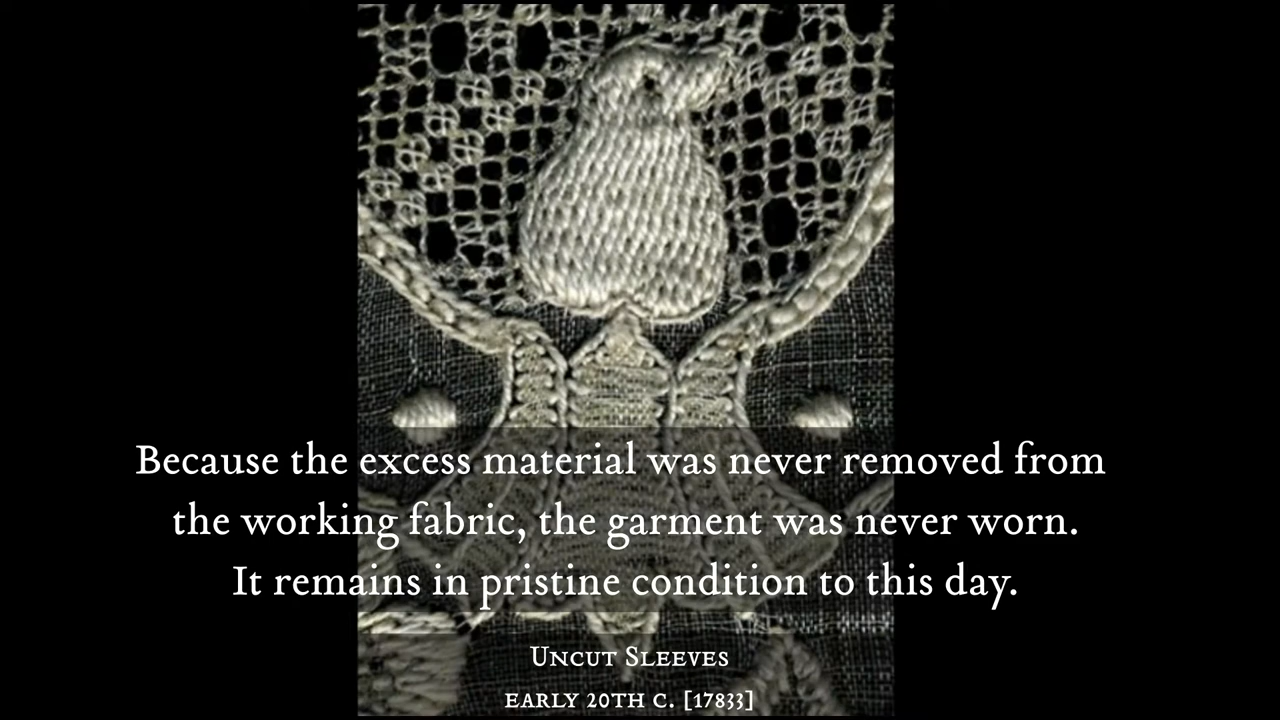 Because the excess material was never removed from
the working fabric, the garment was never worn.
It remains in pristine condition to this day.
Uncut Sleeves
early 20th c. [17833]